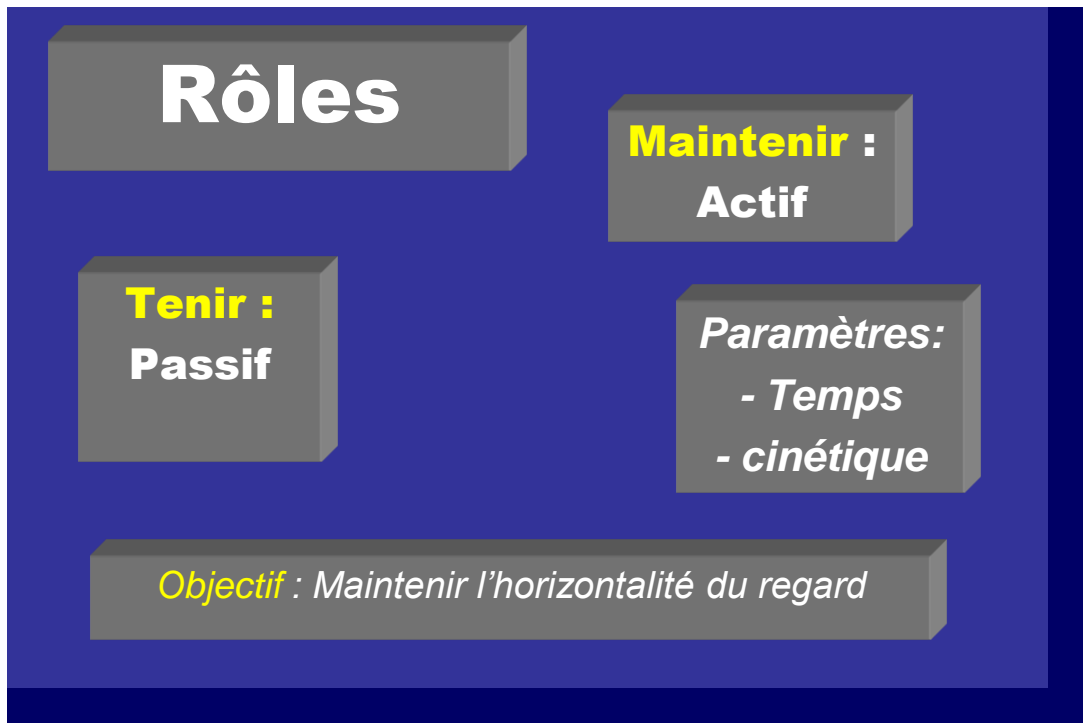 Rôles
Maintenir :
Actif
Tenir :
Passif
Paramètres:
- Temps
- cinétique
Objectif : Maintenir l’horizontalité du regard